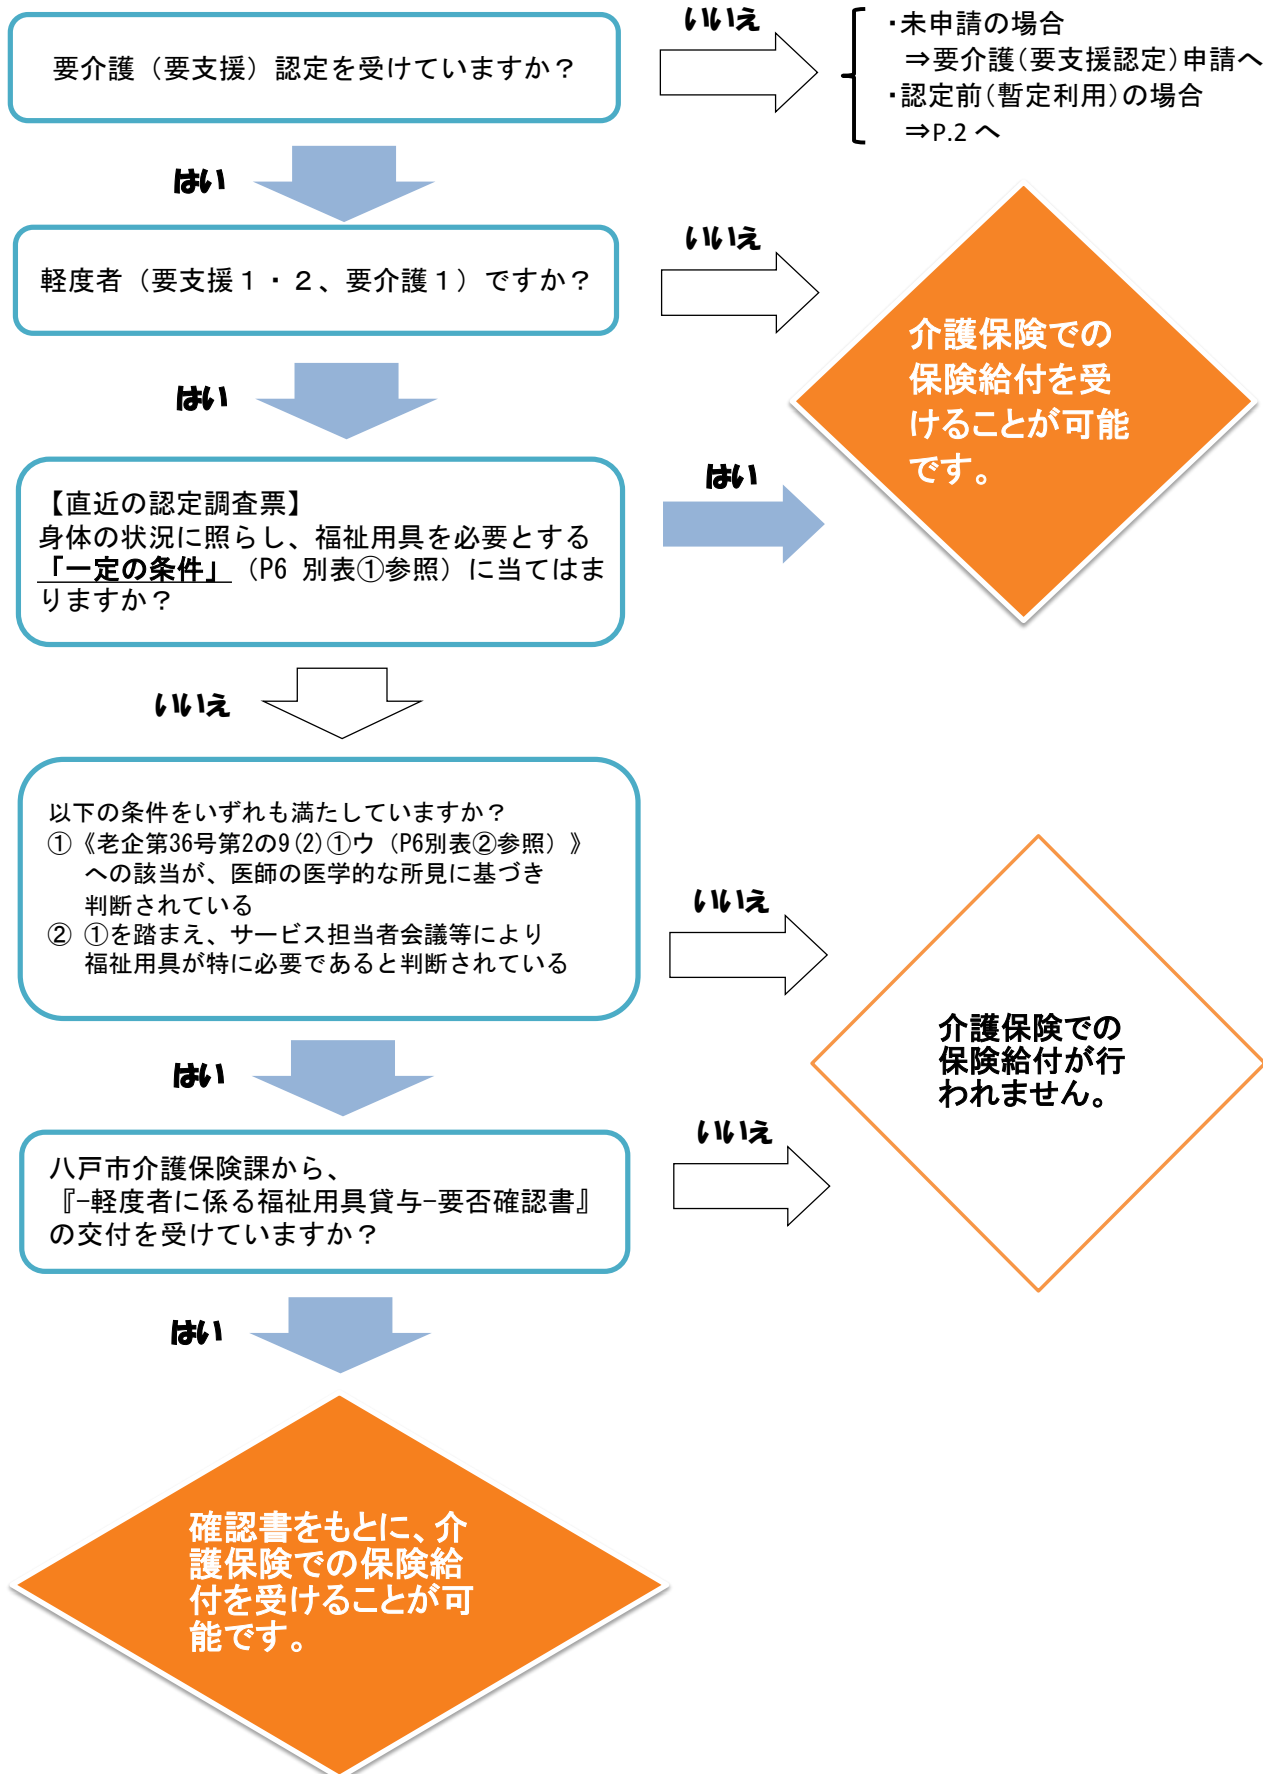 要介護（要支援）認定を受けていますか？
いいえ
・未申請の場合
⇒要介護(要支援認定)申請へ
・認定前(暫定利用)の場合
⇒P.2 へ
はい
軽度者（要支援１・２、要介護１）ですか？
いいえ
介護保険での
保険給付を受
けることが可能
です。
はい
【直近の認定調査票】
身体の状況に照らし、福祉用具を必要とする
「一定の条件」（P6 別表①参照）に当てはま
りますか？
はい
いいえ
以下の条件をいずれも満たしていますか？
①《老企第36号第2の9(2)①ウ（P6別表②参照）》
への該当が、医師の医学的な所見に基づき
判断されている
② ①を踏まえ、サービス担当者会議等により
福祉用具が特に必要であると判断されている
いいえ
介護保険での
保険給付が行
われません。
はい
八戸市介護保険課から、
『-軽度者に係る福祉用具貸与-要否確認書』
の交付を受けていますか？
いいえ
はい
確認書をもとに、介
護保険での保険給
付を受けることが可
能です。